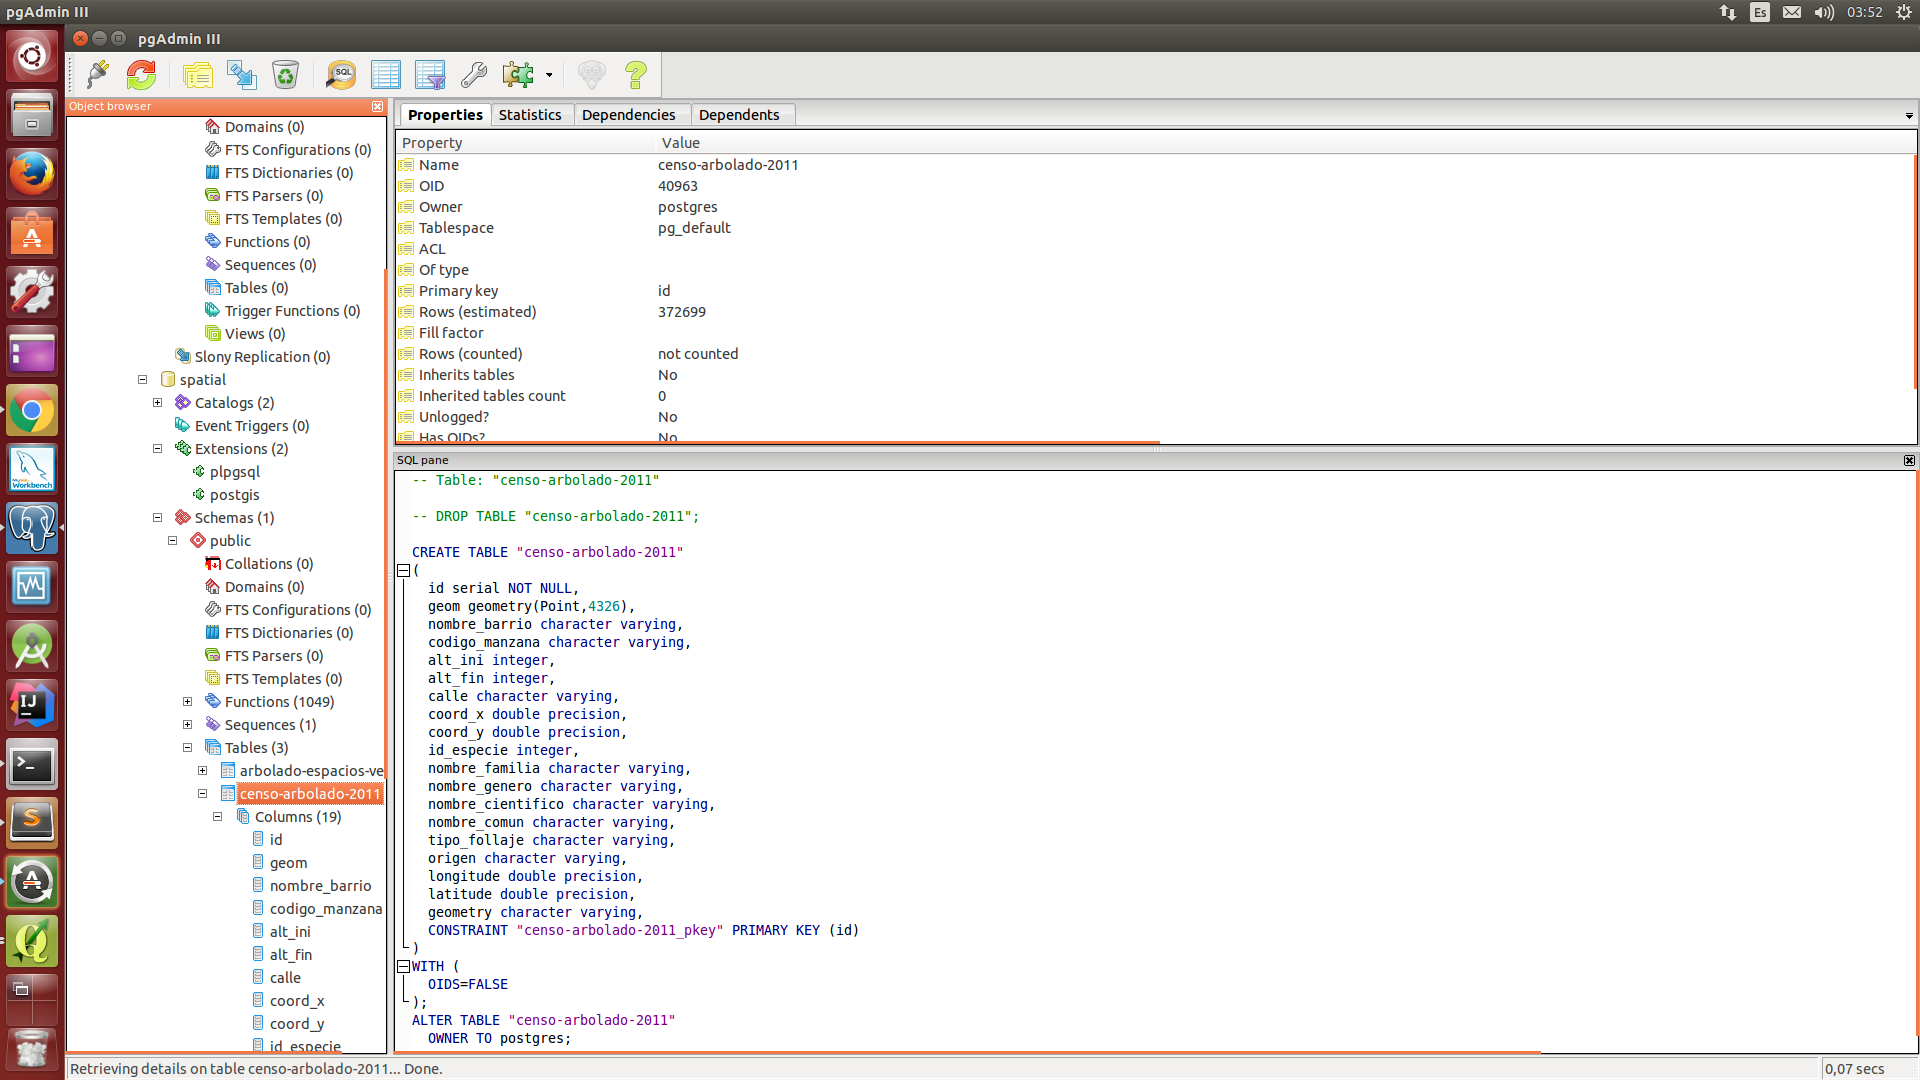 pgAdmin III
Es
03:52
pgAdmin III
SQL
Object browser
Domains (0)
FTS Configurations (0)
FTS Dictionaries (0)
FTS Parsers (0)
FTS Templates (0)
Functions (0)
Sequences (0)
Tables (0)
Trigger Functions (0)
Views (0)
Slony Replication (0)
spatial
Catalogs (2)
Event Triggers (0)
Extensions (2)
plpgsql
postgis
Schemas (1)
public
Collations (0)
Domains (0)
FTS Configurations (0)
FTS Dictionaries (0)
FTS Parsers (0)
FTS Templates (0)
Functions (1049)
Sequences (1)
Tables (3)
arbolado-espacios-ve
censo-arbolado-2011
Columns (19)
id
geom
nombre_barrio
codigo_manzana
alt_ini
alt_fin
calle
coord_x
coord_y
id_especie
Properties Statistics Dependencies Dependents
Property Value
Name censo-arbolado-2011
OID 40963
Owner postgres
Tablespace pg_default
ACL
Of type
Primary key id
Rows (estimated) 372699
Fill factor
Rows (counted) not counted
Inherits tables No
Inherited tables count 0
Unlogged? No
Has OIDs? No
SQL pane
-- Table: "censo-arbolado-2011"
-- DROP TABLE "censo-arbolado-2011";
CREATE TABLE "censo-arbolado-2011"
(
id serial NOT NULL,
geom geometry(Point,4326),
nombre_barrio character varying,
codigo_manzana character varying,
alt_ini integer,
alt_fin integer,
calle character varying,
coord_x double precision,
coord_y double precision,
id_especie integer,
nombre_familia character varying,
nombre_genero character varying,
nombre_cientifico character varying,
nombre_comun character varying,
tipo_follaje character varying,
origen character varying,
longitude double precision,
latitude double precision,
geometry character varying,
CONSTRAINT "censo-arbolado-2011_pkey" PRIMARY KEY (id)
)
WITH (
OIDS=FALSE
);
ALTER TABLE "censo-arbolado-2011"
OWNER TO postgres;
MySQL
Workbench
IJ
Retrieving details on table censo-arbolado-2011... Done.
0,07 secs